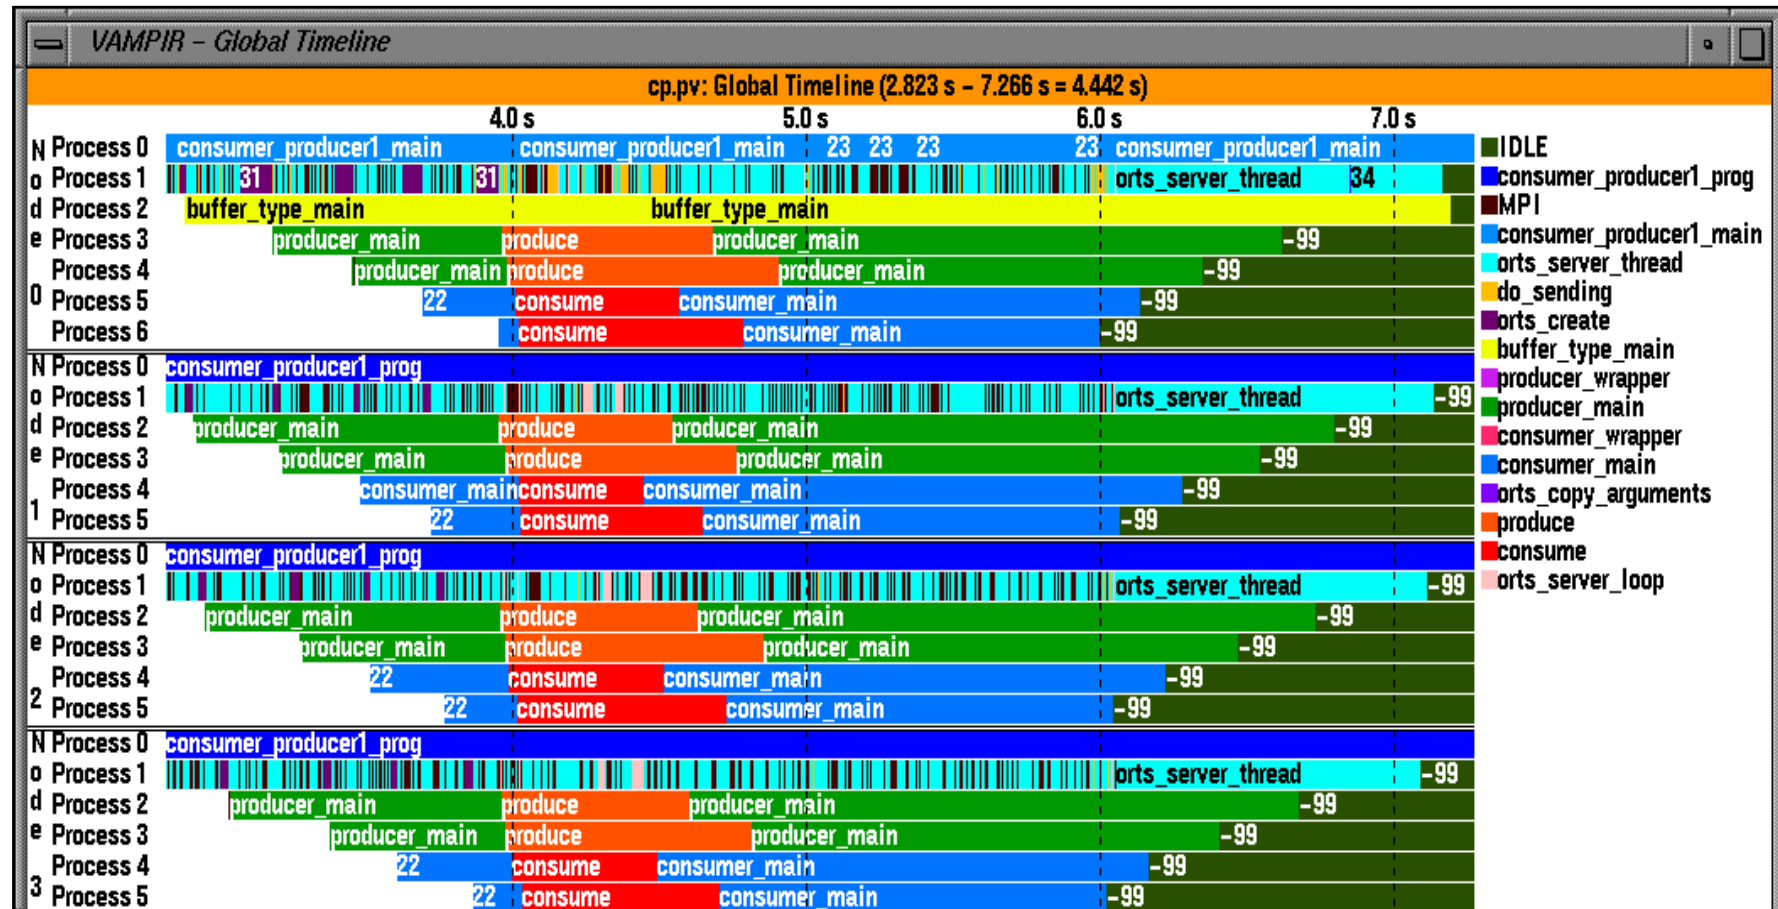 VAMPIR – Global Timeline
cp.pv: Global Timeline (2.823 s – 7.266 s = 4.442 s)
4.0 s 5.0 s 6.0 s 7.0 s
Node 0
Process 0 consumer_producer1_main consumer_producer1_main 23 23 23 23 consumer_producer1_main
Process 1 31 31 orts_server_thread 34
Process 2 buffer_type_main buffer_type_main
Process 3 producer_main produce producer_main -99
Process 4 producer_main produce producer_main -99
Process 5 22 consume consumer_main -99
Process 6 consume consumer_main -99
Node 1
Process 0 consumer_producer1_prog
Process 1 orts_server_thread -99
Process 2 producer_main produce producer_main -99
Process 3 producer_main produce producer_main -99
Process 4 consumer_main consume consumer_main -99
Process 5 22 consume consumer_main -99
Node 2
Process 0 consumer_producer1_prog
Process 1 orts_server_thread -99
Process 2 producer_main produce producer_main -99
Process 3 producer_main produce producer_main -99
Process 4 22 consume consumer_main -99
Process 5 22 consume consumer_main -99
Node 3
Process 0 consumer_producer1_prog
Process 1 orts_server_thread -99
Process 2 producer_main produce producer_main -99
Process 3 producer_main produce producer_main -99
Process 4 22 consume consumer_main -99
Process 5 22 consume consumer_main -99
IDLE
consumer_producer1_prog
MPI
consumer_producer1_main
orts_server_thread
do_sending
orts_create
buffer_type_main
producer_wrapper
producer_main
consumer_wrapper
consumer_main
orts_copy_arguments
produce
consume
orts_server_loop